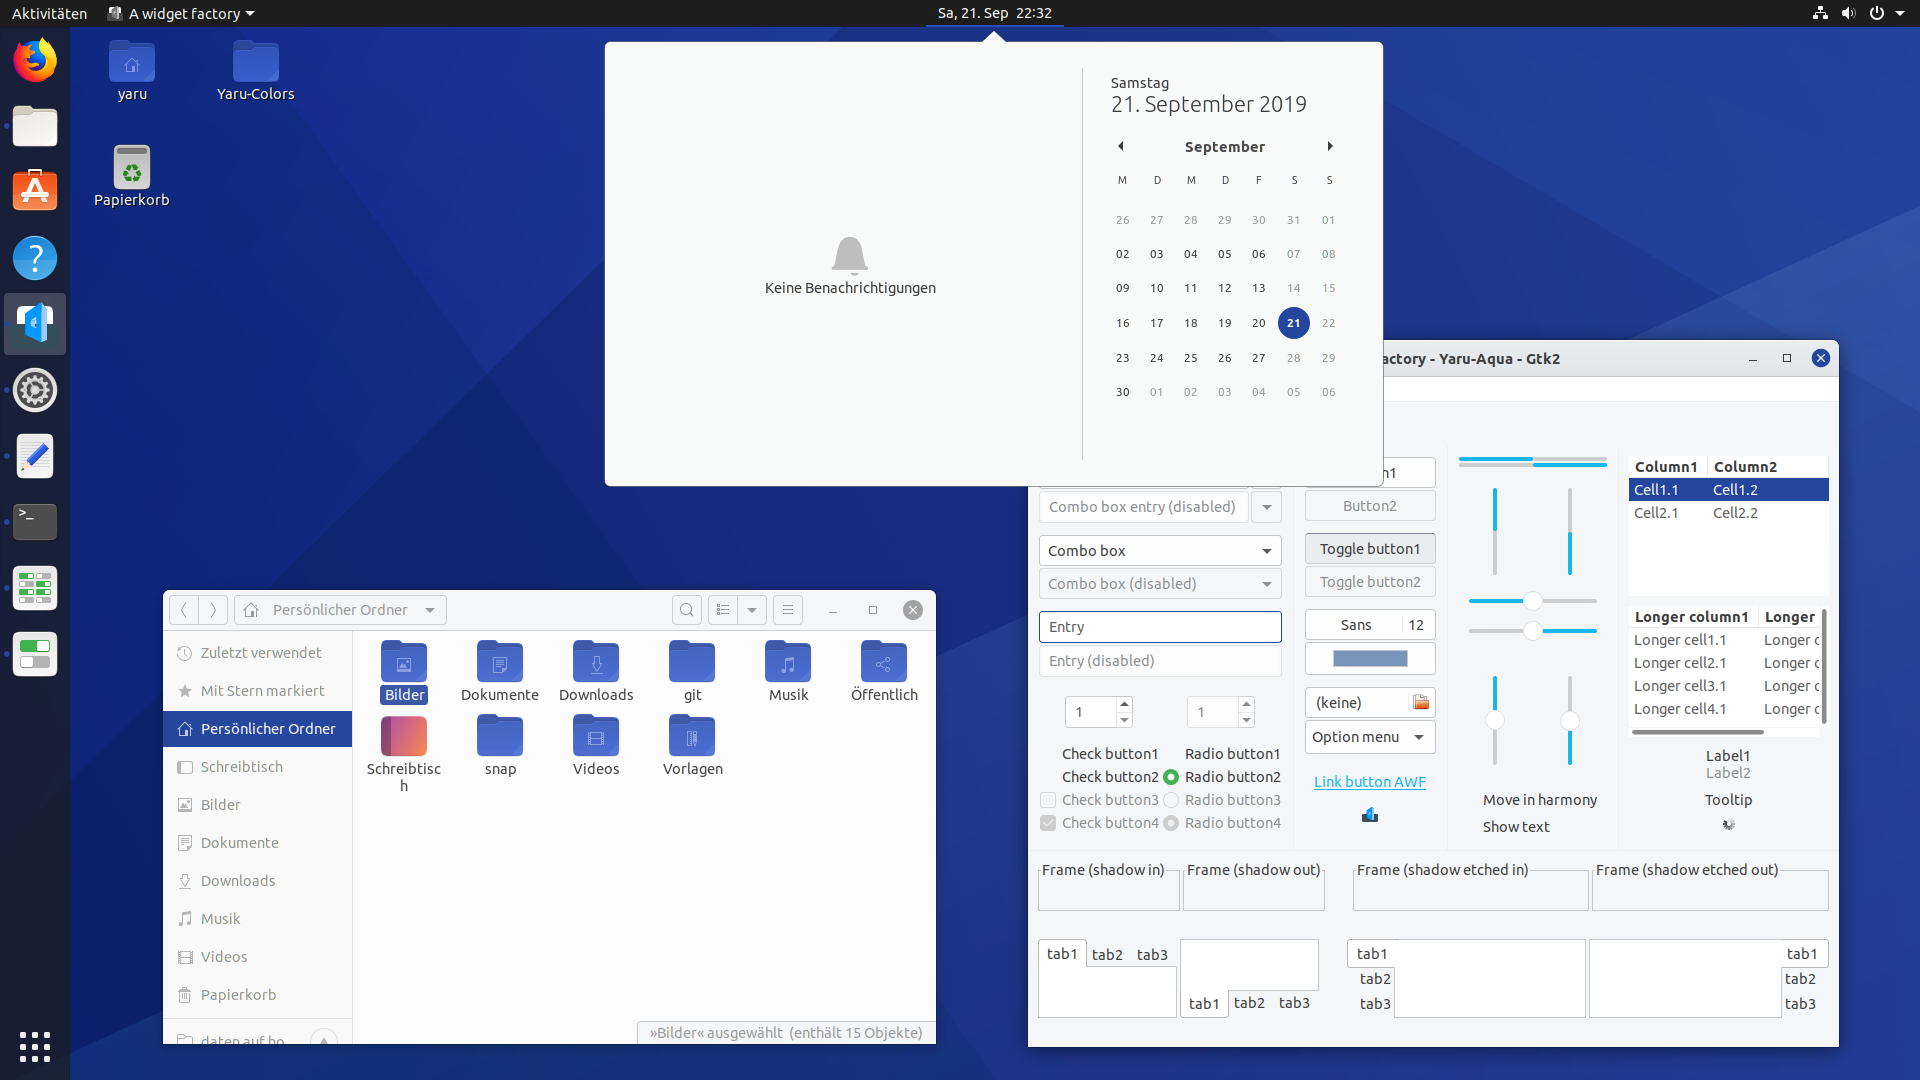 Aktivitäten
A widget factory
Sa, 21. Sep 22:32
yaru
Yaru-Colors
Papierkorb
Keine Benachrichtigungen
Samstag
21. September 2019
September
M D M D F S S
26 27 28 29 30 31 01
02 03 04 05 06 07 08
09 10 11 12 13 14 15
16 17 18 19 20 21 22
23 24 25 26 27 28 29
30 01 02 03 04 05 06
Persönlicher Ordner
Zuletzt verwendet
Mit Stern markiert
Persönlicher Ordner
Schreibtisch
Bilder
Dokumente
Downloads
Musik
Videos
Papierkorb
Bilder
Dokumente
Downloads
git
Musik
Öffentlich
Schreibtisc
h
snap
Videos
Vorlagen
»Bilder« ausgewählt (enthält 15 Objekte)
actory - Yaru-Aqua - Gtk2
Combo box entry (disabled)
Combo box
Combo box (disabled)
Entry
Entry (disabled)
1
1
Check button1
Check button2
Check button3
Check button4
Radio button1
Radio button2
Radio button3
Radio button4
n1
Button2
Toggle button1
Toggle button2
Sans 12
(keine)
Option menu
Link button AWF
Move in harmony
Show text
Column1 Column2
Cell1.1 Cell1.2
Cell2.1 Cell2.2
Longer column1 Longer
Longer cell1.1 Longer c
Longer cell2.1 Longer c
Longer cell3.1 Longer c
Longer cell4.1 Longer c
Label1
Label2
Tooltip
Frame (shadow in)
Frame (shadow out)
Frame (shadow etched in)
Frame (shadow etched out)
tab1 tab2 tab3
tab1 tab2 tab3
tab1
tab2
tab3
tab1
tab2
tab3